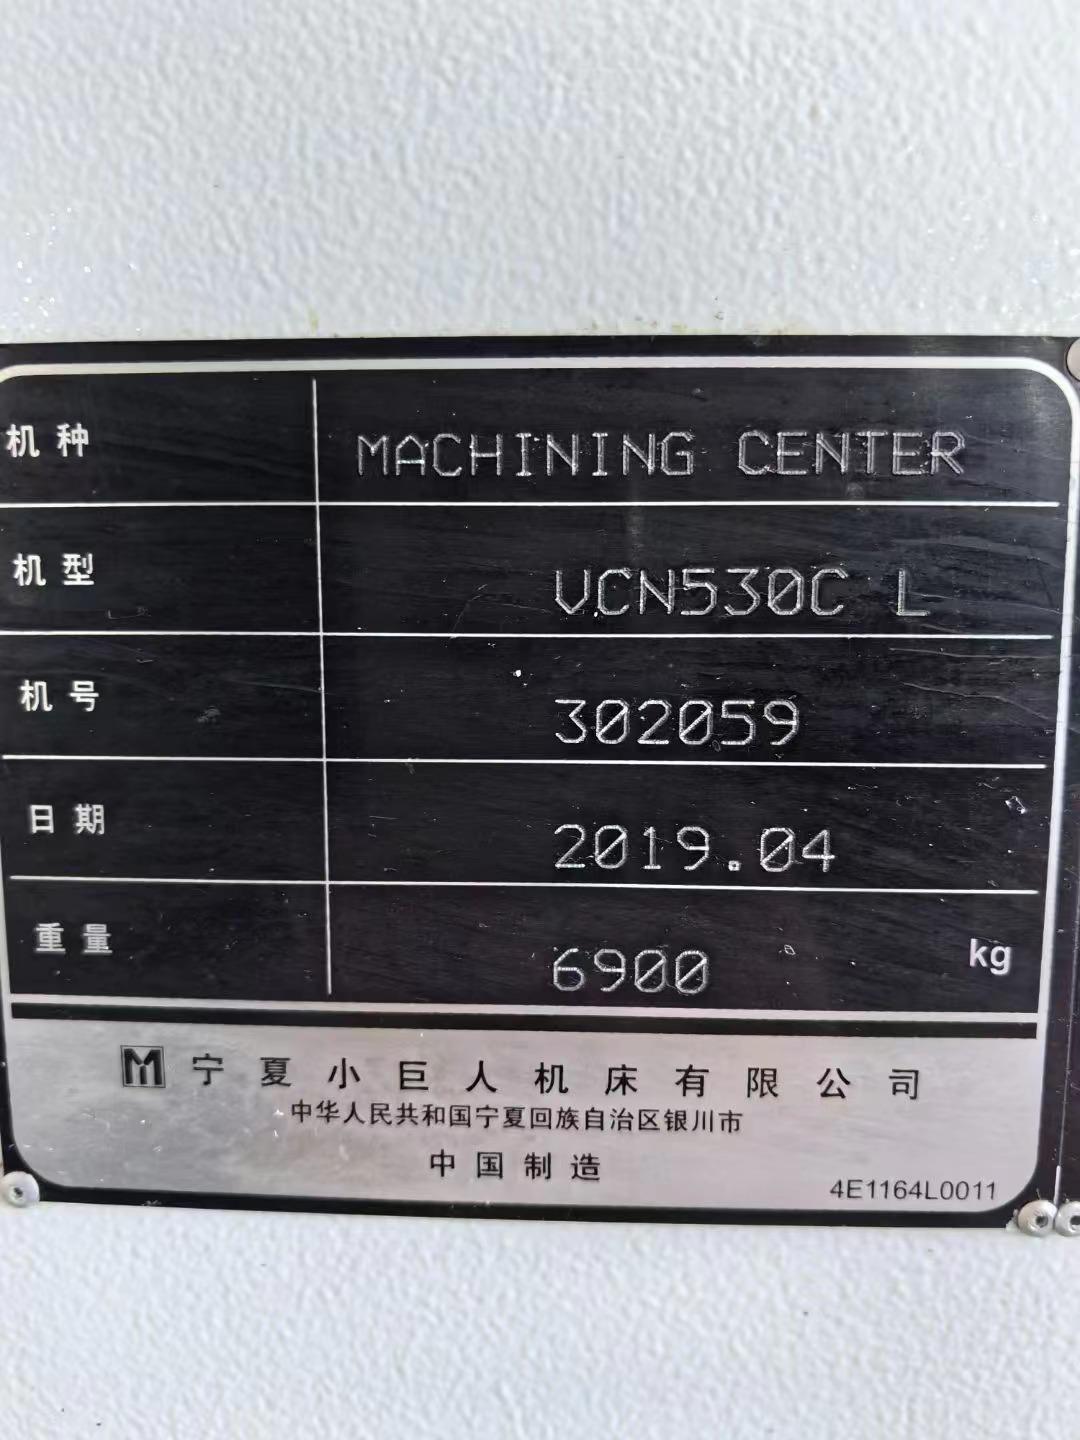 机种 MACHINING CENTER
机型 VCN530C L
机号 302059
日期 2019.04
重量 6900 kg
宁夏小巨人机床有限公司
中华人民共和国宁夏回族自治区银川市
中国制造
4E1164L0011